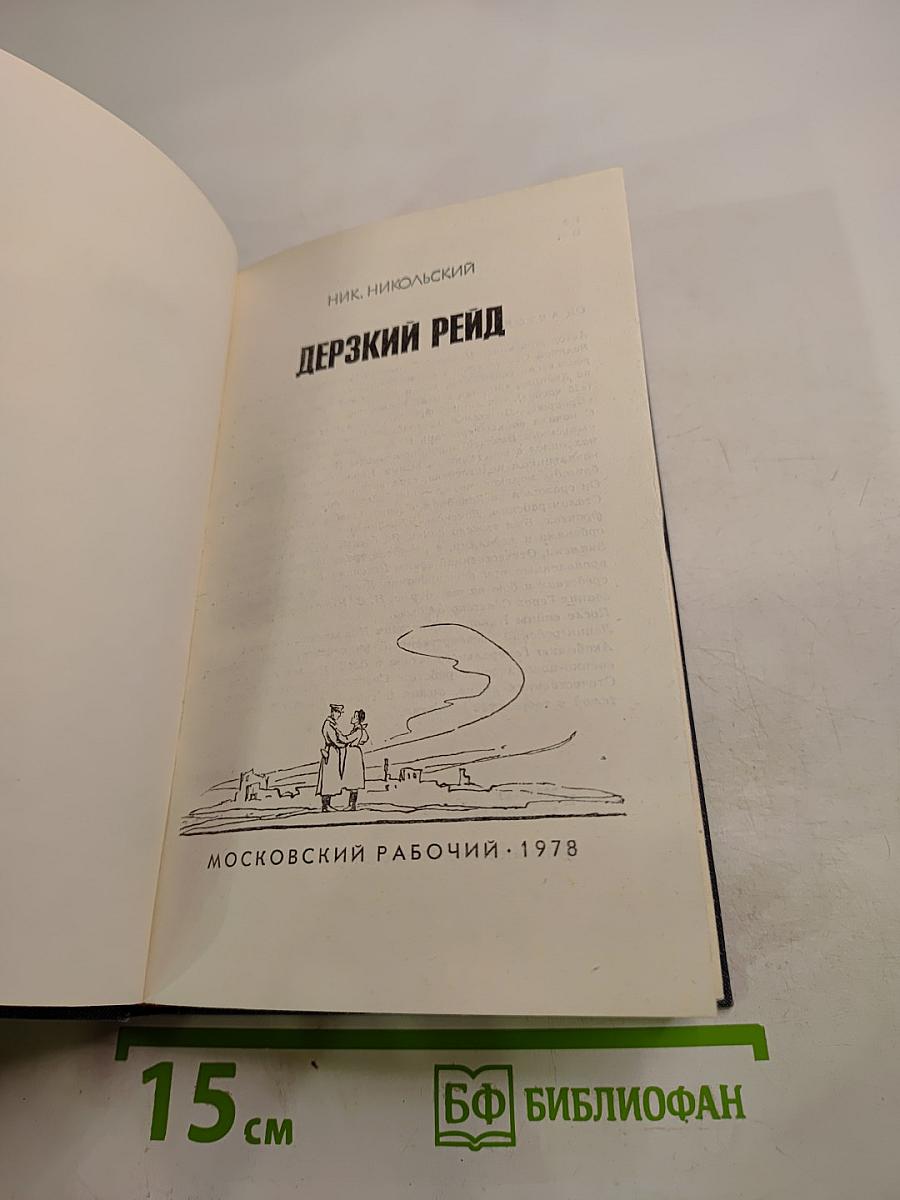 НИК. НИКОЛЬСКИЙ
ДЕРЗКИЙ РЕЙД
МОСКОВСКИЙ РАБОЧИЙ · 1978
15 см
БФ БИБЛИОФАН